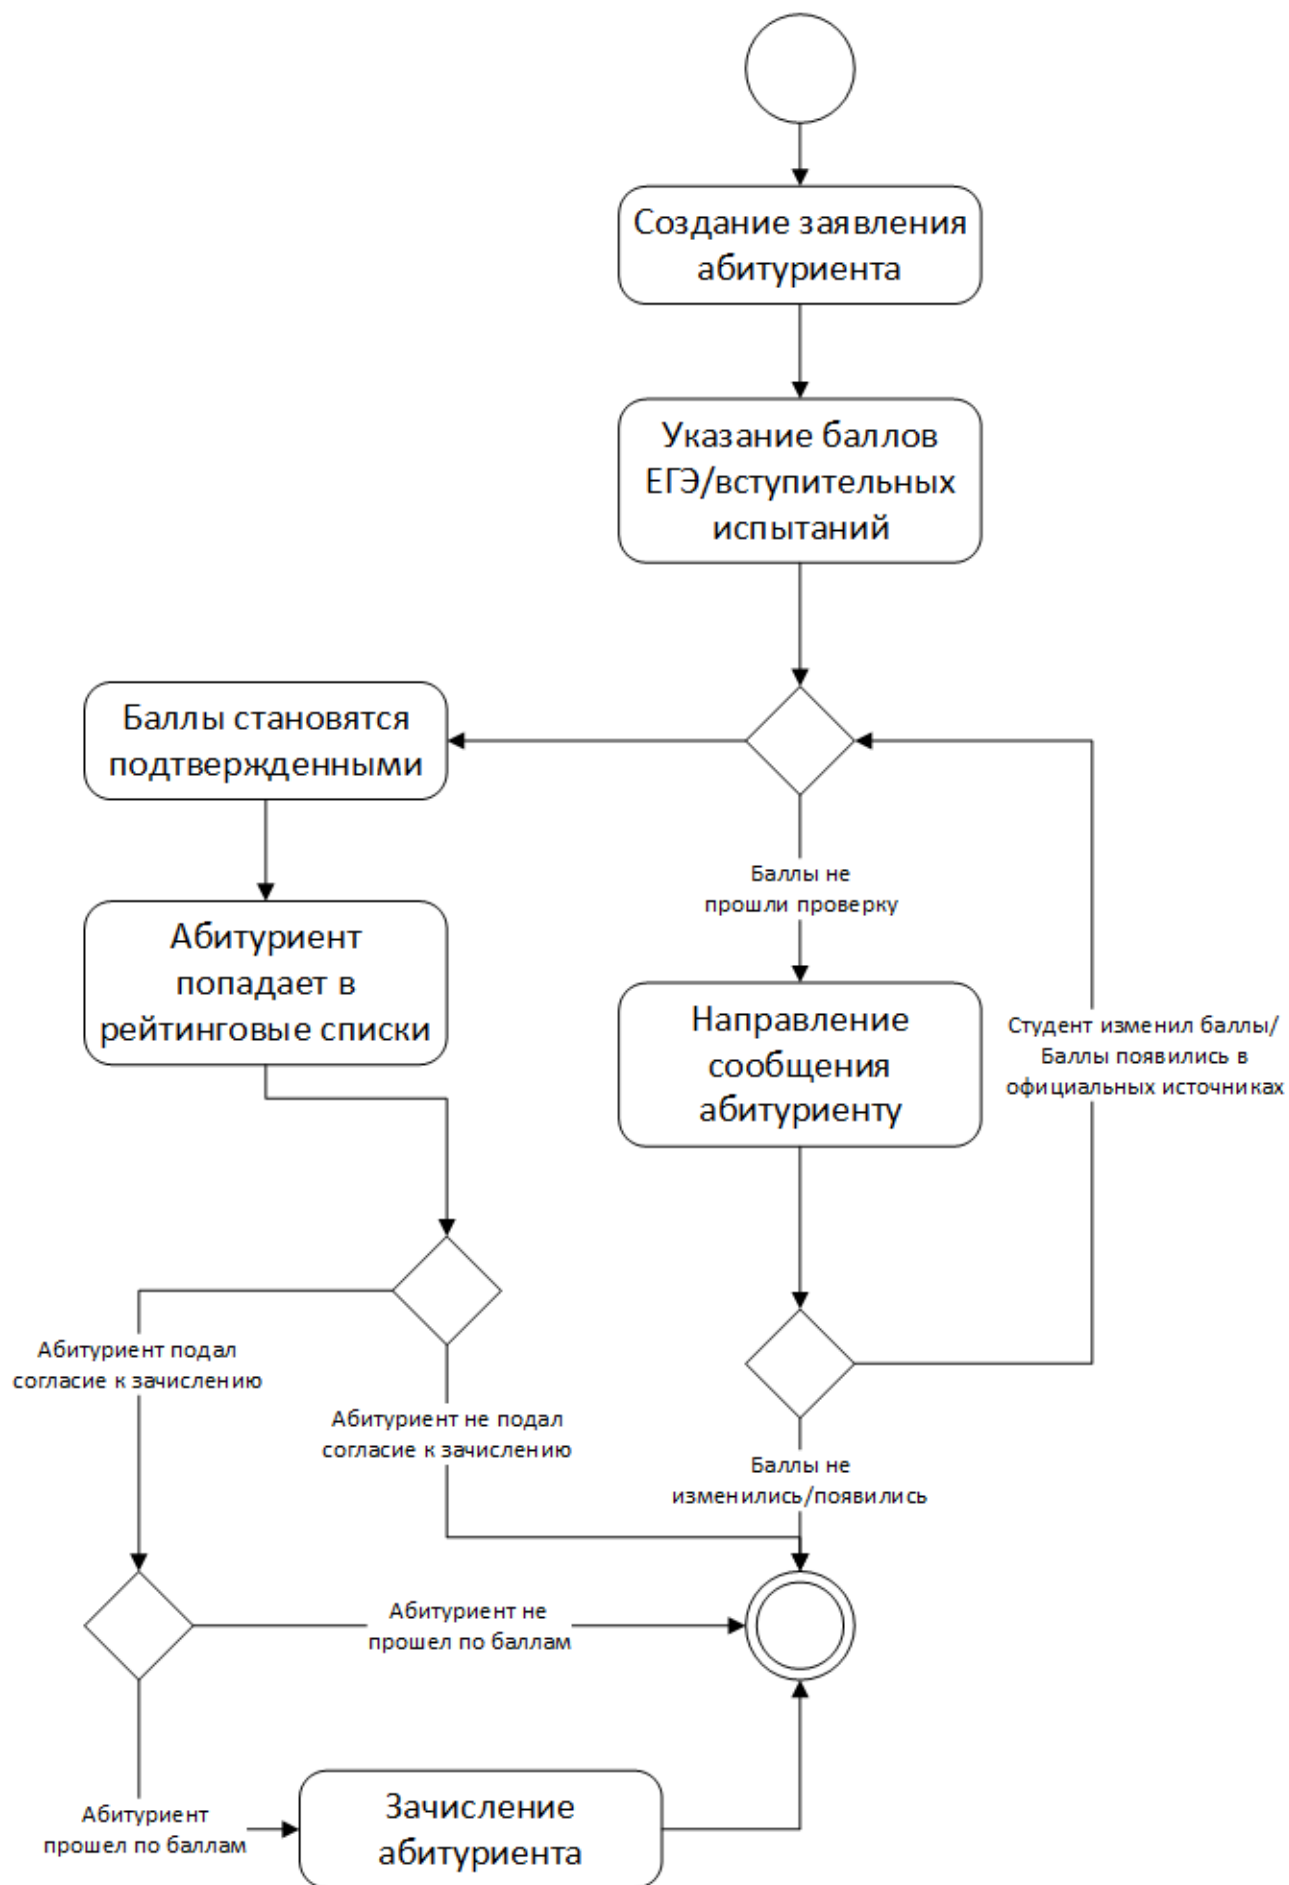 Создание заявления
абитуриента
Указание баллов
ЕГЭ/вступительных
испытаний
Баллы становятся
подтвержденными
Баллы не
прошли проверку
Абитуриент
попадает в
рейтинговые списки
Направление
сообщения
абитуриенту
Студент изменил баллы/
Баллы появились в
официальных источниках
Абитуриент подал
согласие к зачислению
Абитуриент не подал
согласие к зачислению
Баллы не
изменились/появились
Абитуриент не
прошел по баллам
Абитуриент
прошел по баллам
Зачисление
абитуриента